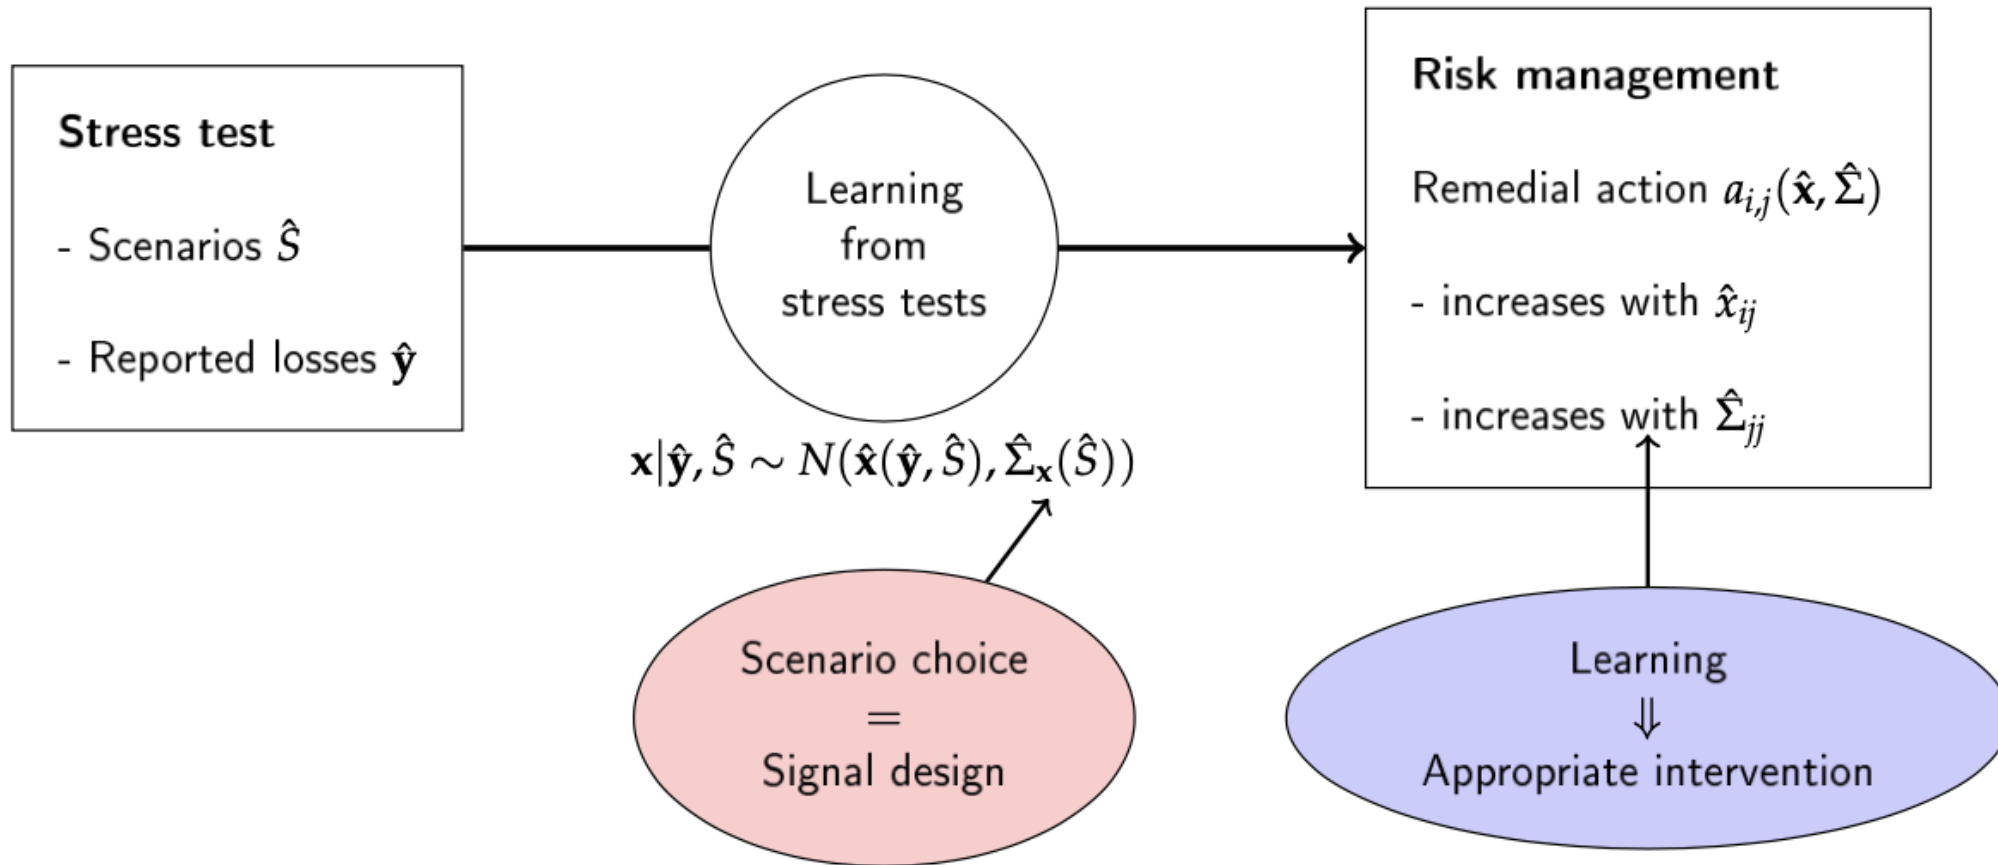 Stress test
- Scenarios Ŝ
- Reported losses ŷ
Learning
from
stress tests
x|ŷ, Ŝ ∼ N(x̂(ŷ, Ŝ), Σ̂ₓ(Ŝ))
Scenario choice
=
Signal design
Risk management
Remedial action a_{i,j}(x̂, Σ̂)
- increases with x̂_{ij}
- increases with Σ̂_{jj}
Learning
⇓
Appropriate intervention